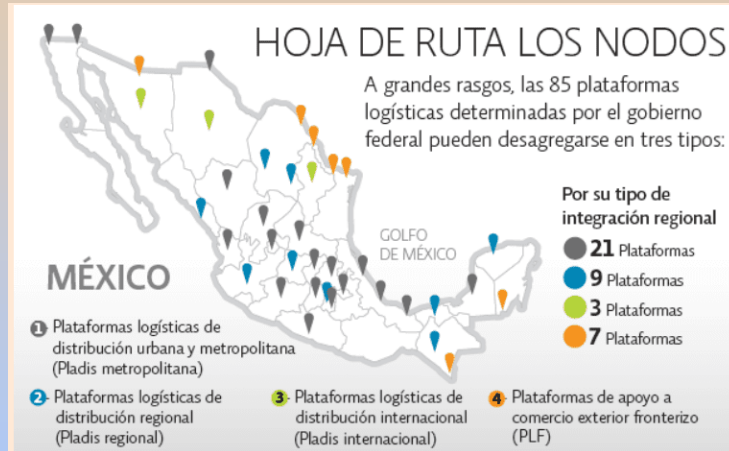 HOJA DE RUTA LOS NODOS
A grandes rasgos, las 85 plataformas
logísticas determinadas por el gobierno
federal pueden desagregarse en tres tipos:
Por su tipo de
integración regional
21 Plataformas
9 Plataformas
3 Plataformas
7 Plataformas
GOLFO
DE MÉXICO
MÉXICO
1 Plataformas logísticas de
distribución urbana y metropolitana
(Pladis metropolitana)
2 Plataformas logísticas de
distribución regional
(Pladis regional)
3 Plataformas logísticas de
distribución internacional
(Pladis internacional)
4 Plataformas de apoyo a
comercio exterior fronterizo
(PLF)